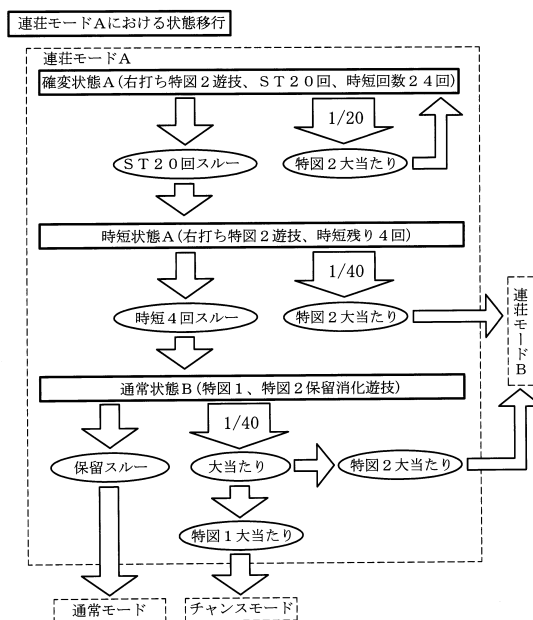 連荘モードAにおける状態移行
連荘モードA
確変状態A(右打ち特図2遊技、ST20回、時短回数24回)
1/20
ST20回スルー
特図2大当たり
時短状態A(右打ち特図2遊技、時短残り4回)
1/40
時短4回スルー
特図2大当たり
連荘モードB
通常状態B(特図1、特図2保留消化遊技)
1/40
保留スルー
大当たり
特図2大当たり
特図1大当たり
通常モード
チャンスモード